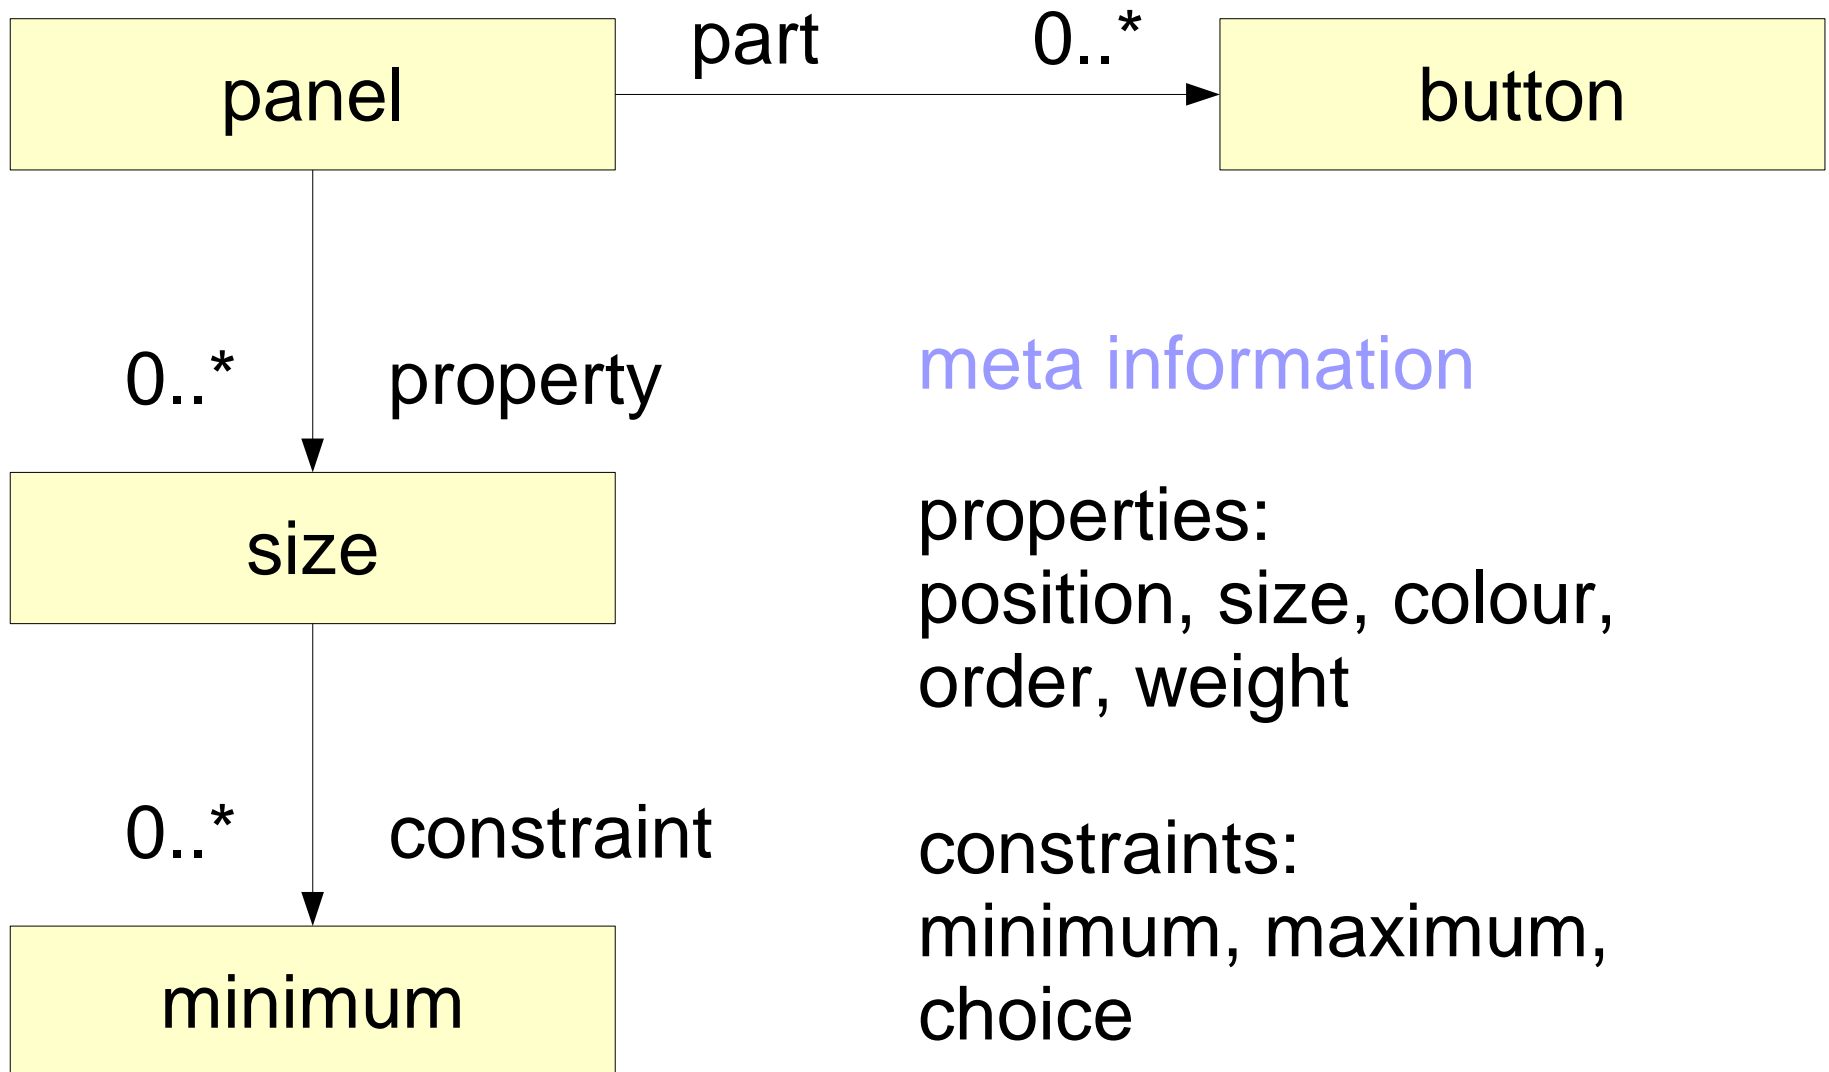 panel
part
0..*
button
0..*
property
meta information
size
properties:
position, size, colour,
order, weight
0..*
constraint
constraints:
minimum, maximum,
choice
minimum